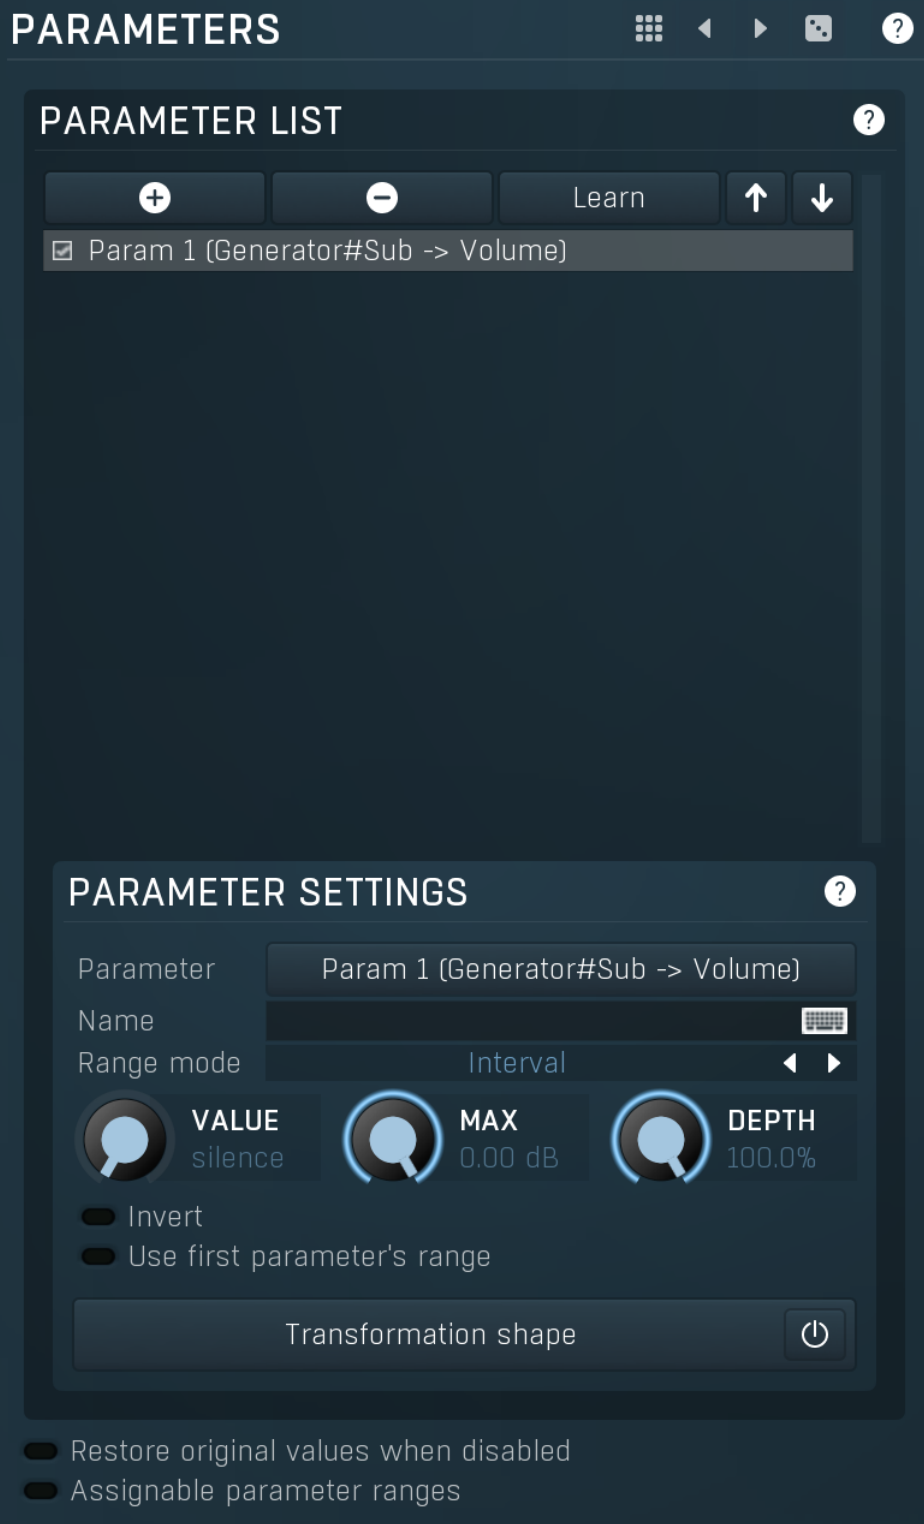 PARAMETERS ?
PARAMETER LIST ?
Learn
Param 1 (Generator#Sub -> Volume)
PARAMETER SETTINGS ?
Parameter Param 1 (Generator#Sub -> Volume)
Name
Range mode Interval
VALUE MAX DEPTH
silence 0.00 dB 100.0%
Invert
Use first parameter's range
Transformation shape
Restore original values when disabled
Assignable parameter ranges